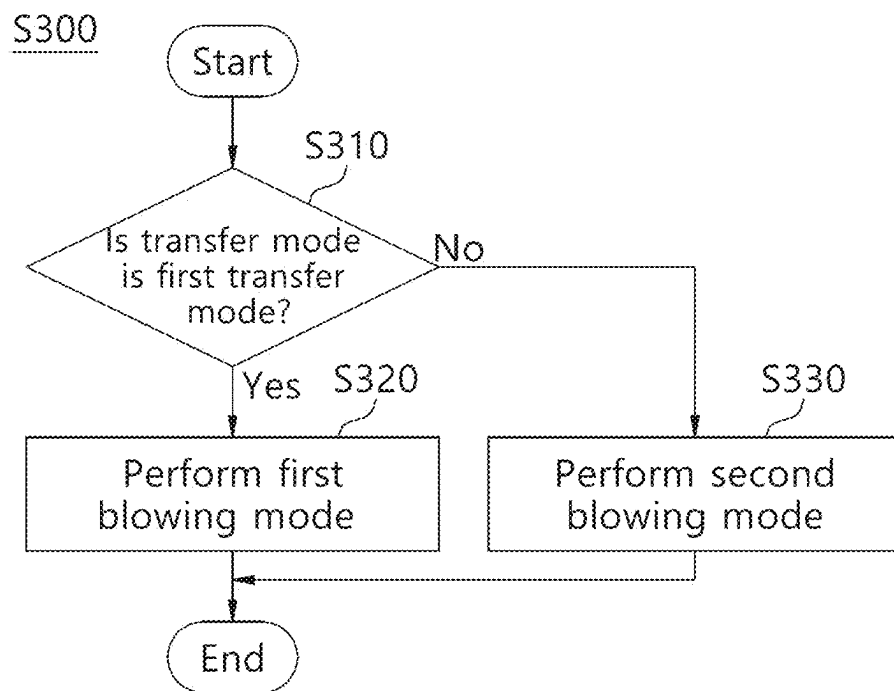 S300
Start
S310
Is transfer mode
is first transfer
mode?
No
Yes
S320
S330
Perform first
blowing mode
Perform second
blowing mode
End